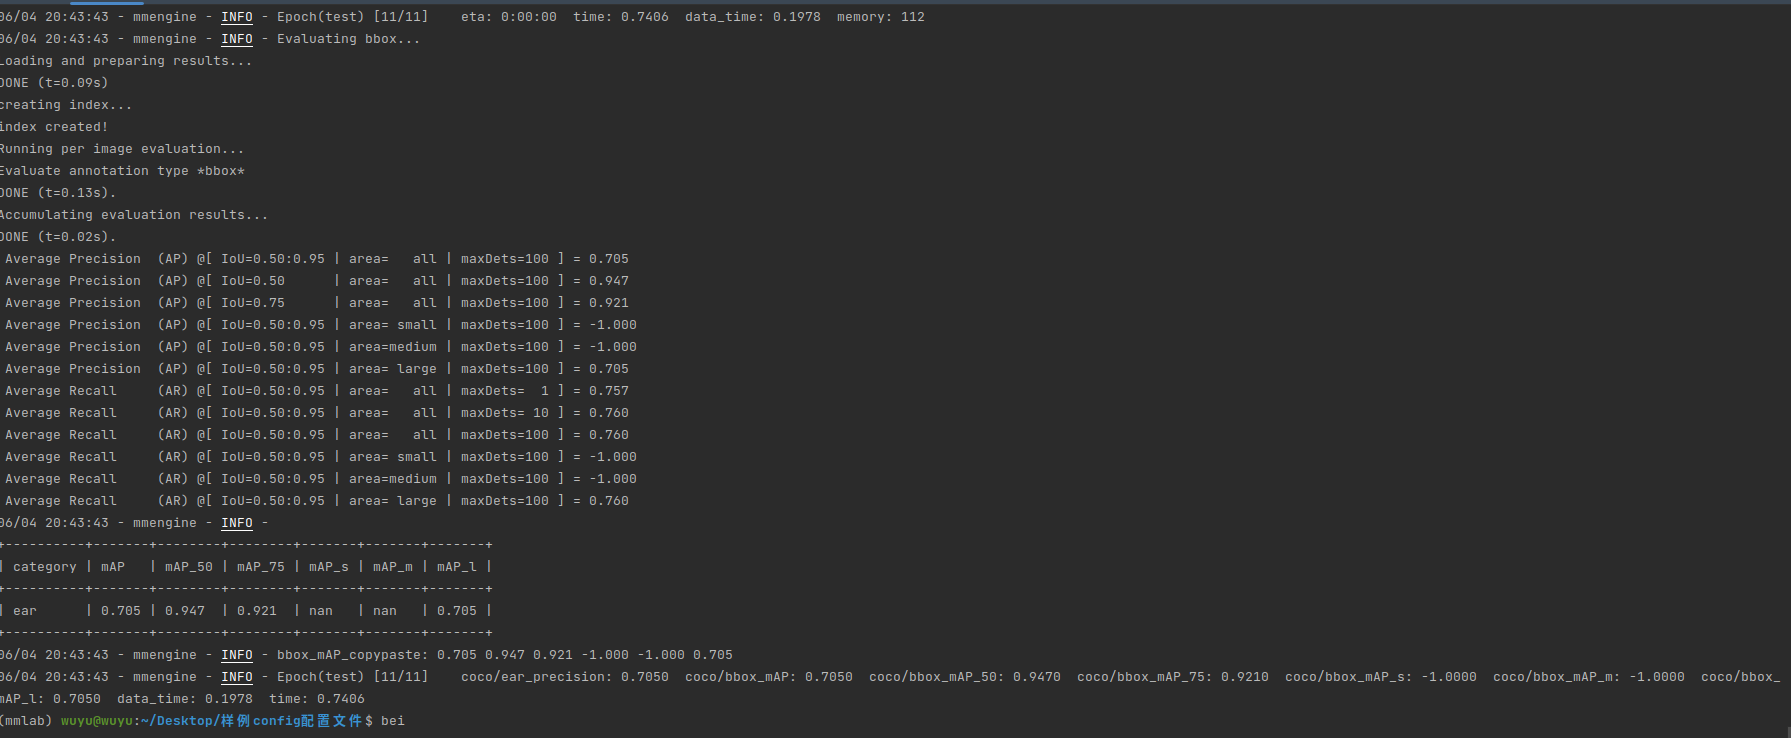 06/04 20:43:43 - mmengine - INFO - Epoch(test) [11/11]    eta: 0:00:00  time: 0.7406  data_time: 0.1978  memory: 112
06/04 20:43:43 - mmengine - INFO - Evaluating bbox...
Loading and preparing results...
DONE (t=0.09s)
creating index...
index created!
Running per image evaluation...
Evaluate annotation type *bbox*
DONE (t=0.13s).
Accumulating evaluation results...
DONE (t=0.02s).
 Average Precision  (AP) @[ IoU=0.50:0.95 | area=   all | maxDets=100 ] = 0.705
 Average Precision  (AP) @[ IoU=0.50      | area=   all | maxDets=100 ] = 0.947
 Average Precision  (AP) @[ IoU=0.75      | area=   all | maxDets=100 ] = 0.921
 Average Precision  (AP) @[ IoU=0.50:0.95 | area= small | maxDets=100 ] = -1.000
 Average Precision  (AP) @[ IoU=0.50:0.95 | area=medium | maxDets=100 ] = -1.000
 Average Precision  (AP) @[ IoU=0.50:0.95 | area= large | maxDets=100 ] = 0.705
 Average Recall     (AR) @[ IoU=0.50:0.95 | area=   all | maxDets=  1 ] = 0.757
 Average Recall     (AR) @[ IoU=0.50:0.95 | area=   all | maxDets= 10 ] = 0.760
 Average Recall     (AR) @[ IoU=0.50:0.95 | area=   all | maxDets=100 ] = 0.760
 Average Recall     (AR) @[ IoU=0.50:0.95 | area= small | maxDets=100 ] = -1.000
 Average Recall     (AR) @[ IoU=0.50:0.95 | area=medium | maxDets=100 ] = -1.000
 Average Recall     (AR) @[ IoU=0.50:0.95 | area= large | maxDets=100 ] = 0.760
06/04 20:43:43 - mmengine - INFO -
+----------+-------+--------+--------+-------+-------+-------+
| category | mAP   | mAP_50 | mAP_75 | mAP_s | mAP_m | mAP_l |
+----------+-------+--------+--------+-------+-------+-------+
| ear      | 0.705 | 0.947  | 0.921  | nan   | nan   | 0.705 |
+----------+-------+--------+--------+-------+-------+-------+
06/04 20:43:43 - mmengine - INFO - bbox_mAP_copypaste: 0.705 0.947 0.921 -1.000 -1.000 0.705
06/04 20:43:43 - mmengine - INFO - Epoch(test) [11/11]    coco/ear_precision: 0.7050  coco/bbox_mAP: 0.7050  coco/bbox_mAP_50: 0.9470  coco/bbox_mAP_75: 0.9210  coco/bbox_mAP_s: -1.0000  coco/bbox_mAP_m: -1.0000  coco/bbox_
mAP_l: 0.7050  data_time: 0.1978  time: 0.7406
(mmlab) wuyu@wuyu:~/Desktop/样例config配置文件$ bei